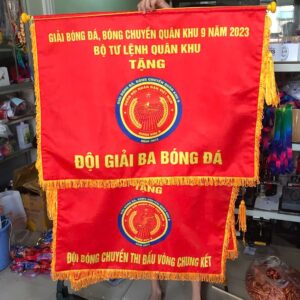 GIẢI BÓNG ĐÁ, BÓNG CHUYỀN QUÂN KHU 9 NĂM 2023
BỘ TƯ LỆNH QUÂN KHU
TẶNG
ĐỘI GIẢI BA BÓNG ĐÁ
TẶNG
ĐỘI BÓNG CHUYỀN THI ĐẤU VÒNG CHUNG KẾT